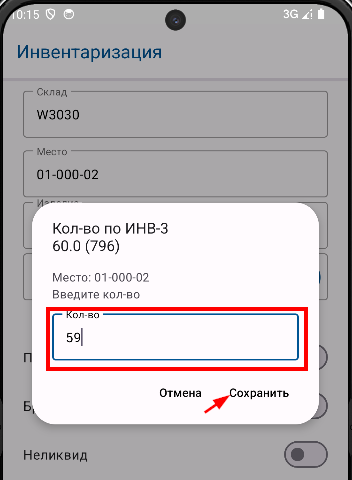 10:15 3G
Инвентаризация
Склад
W3030
Место
01-000-02
Кол-во по ИНВ-3
60.0 (796)
Место: 01-000-02
Введите кол-во
Кол-во
59
Отмена Сохранить
Неликвид